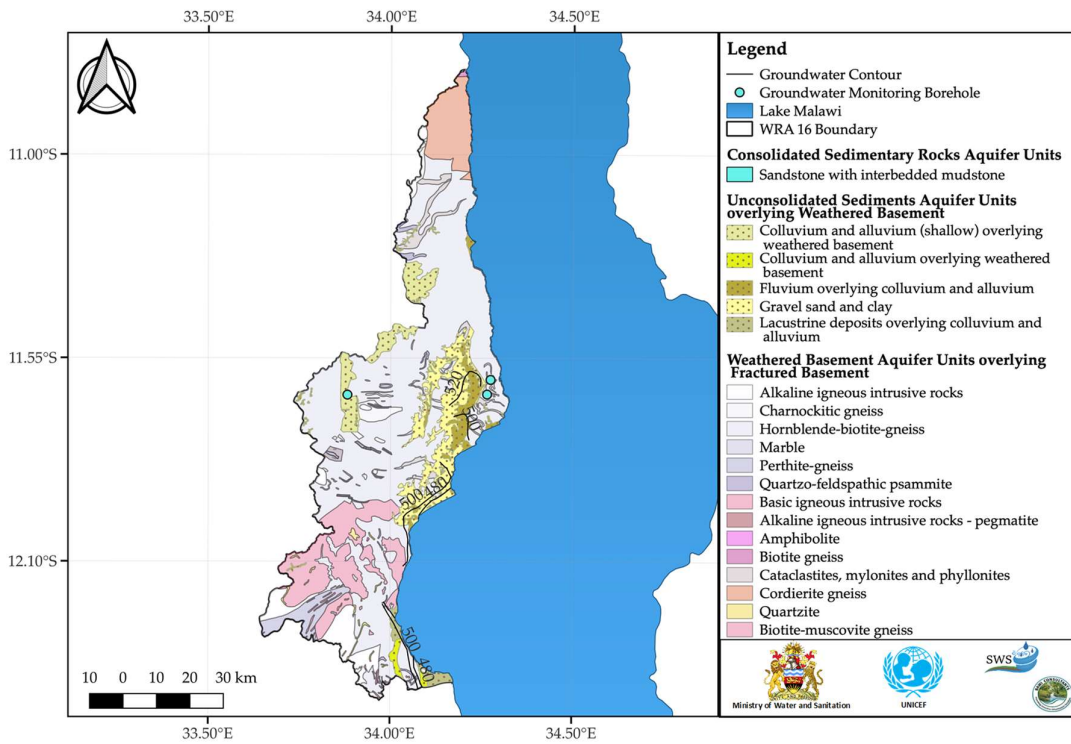 33.50°E 34.00°E 34.50°E
11.00°S
11.55°S
12.10°S
520
500 480
500 480
10 0 10 20 30 km
33.50°E 34.00°E 34.50°E
Legend
Groundwater Contour
Groundwater Monitoring Borehole
Lake Malawi
WRA 16 Boundary
Consolidated Sedimentary Rocks Aquifer Units
Sandstone with interbedded mudstone
Unconsolidated Sediments Aquifer Units
overlying Weathered Basement
Colluvium and alluvium (shallow) overlying
weathered basement
Colluvium and alluvium overlying weathered
basement
Fluvium overlying colluvium and alluvium
Gravel sand and clay
Lacustrine deposits overlying colluvium and
alluvium
Weathered Basement Aquifer Units overlying
Fractured Basement
Alkaline igneous intrusive rocks
Charnockitic gneiss
Hornblende-biotite-gneiss
Marble
Perthite-gneiss
Quartzo-feldspathic psammite
Basic igneous intrusive rocks
Alkaline igneous intrusive rocks - pegmatite
Amphibolite
Biotite gneiss
Cataclastites, mylonites and phyllonites
Cordierite gneiss
Quartzite
Biotite-muscovite gneiss
Ministry of Water and Sanitation
UNICEF
SWS